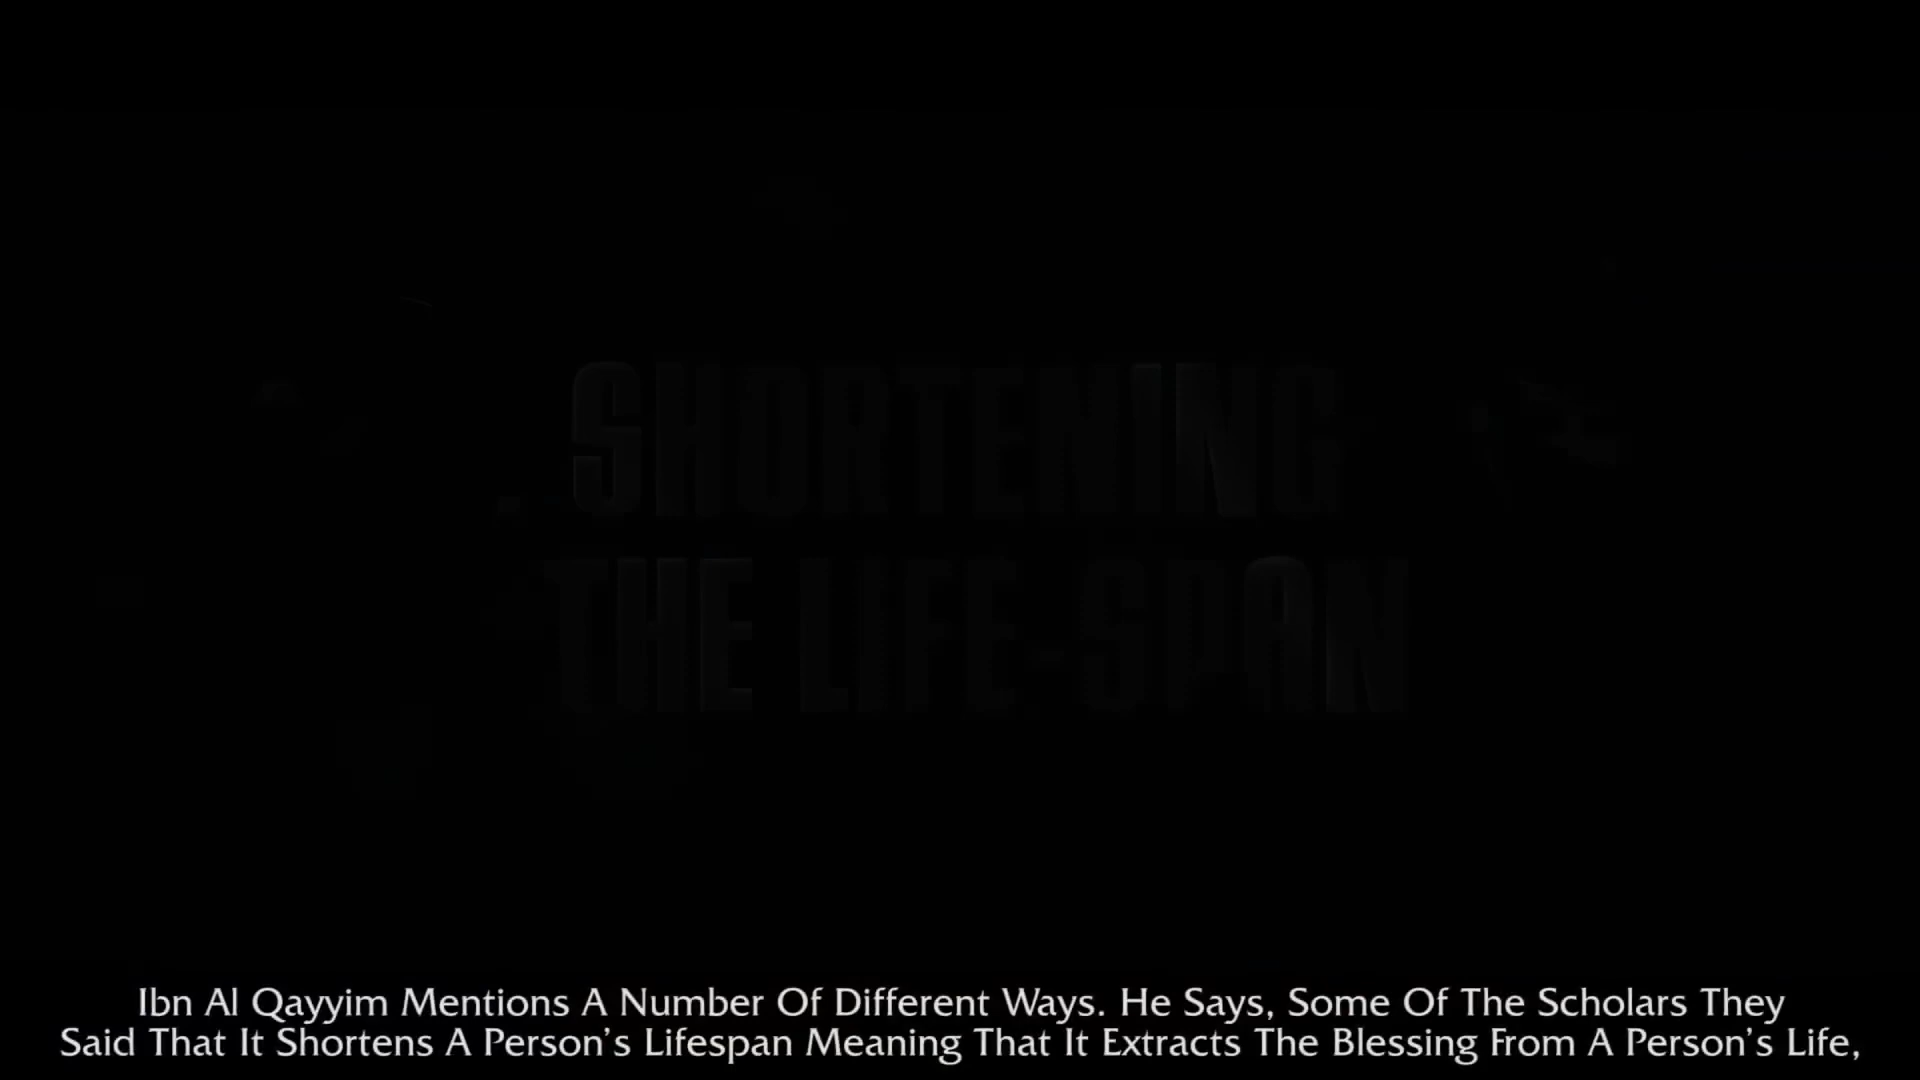 SHORTENING
THE LIFE-SPAN
Ibn Al Qayyim Mentions A Number Of Different Ways. He Says, Some Of The Scholars They
Said That It Shortens A Person’s Lifespan Meaning That It Extracts The Blessing From A Person’s Life,